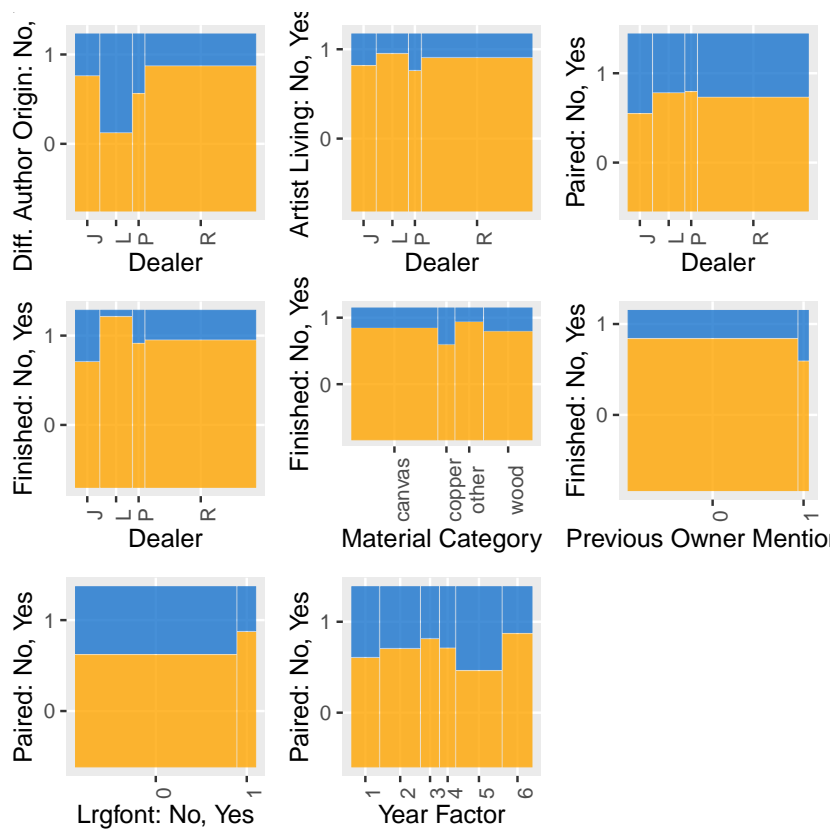 Diff. Author Origin: No,
1
0
J
L
P
R
Dealer
Artist Living: No, Yes
1
0
J
L
P
R
Dealer
Paired: No, Yes
1
0
J
L
P
R
Dealer
Finished: No, Yes
1
0
J
L
P
R
Dealer
Finished: No, Yes
1
0
canvas
copper
other
wood
Material Category
Finished: No, Yes
1
0
0
1
Previous Owner Mention
Paired: No, Yes
1
0
0
1
Lrgfont: No, Yes
Paired: No, Yes
1
0
1
2
3
4
5
6
Year Factor